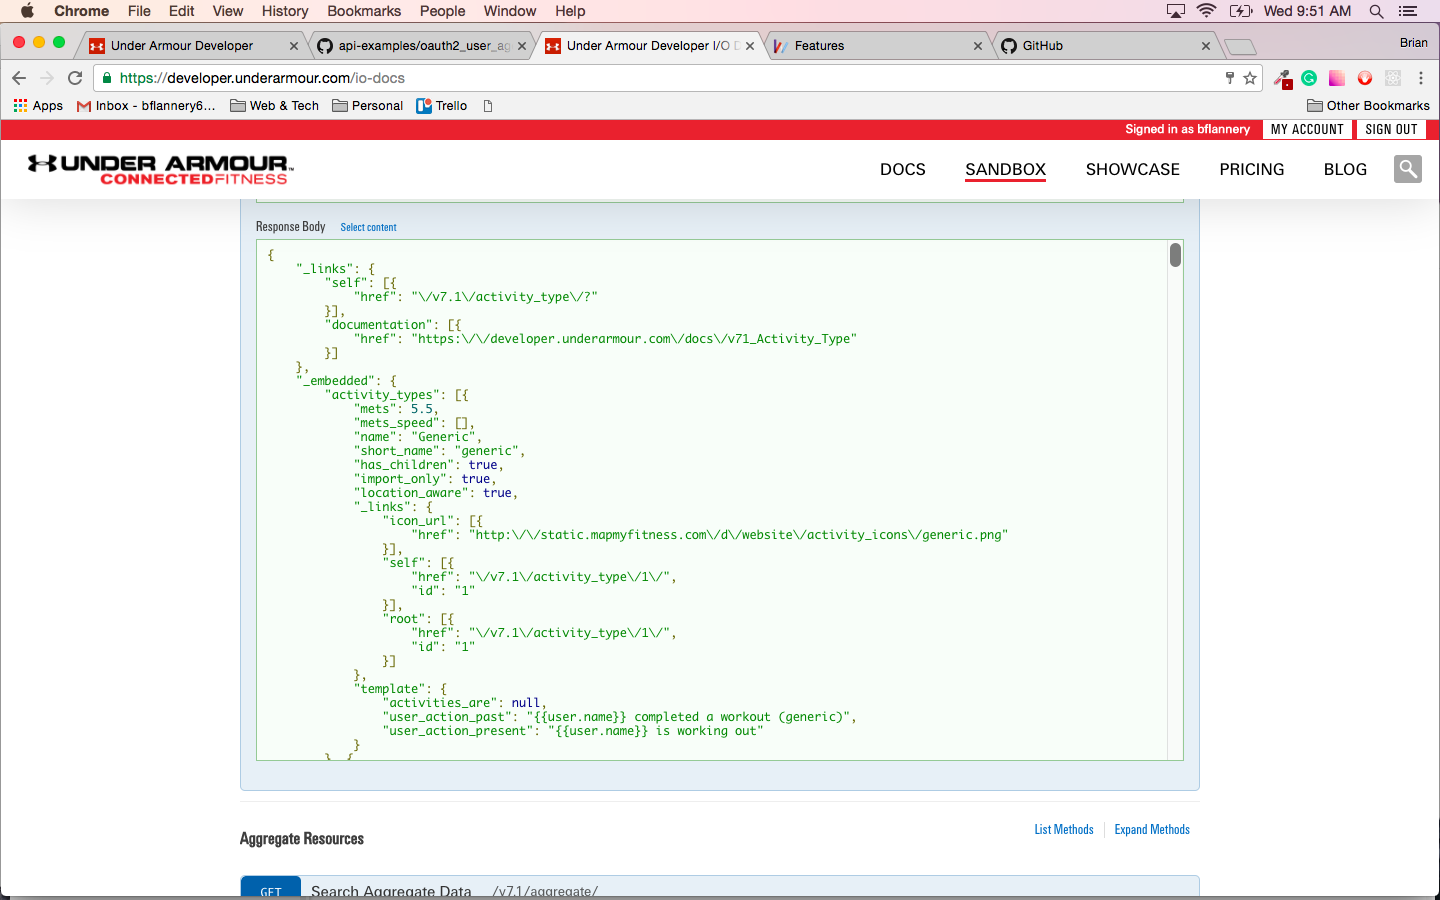 Chrome File Edit View History Bookmarks People Window Help Wed 9:51 AM
Under Armour Developer api-examples/oauth2_user_ag Under Armour Developer I/O D Features GitHub Brian
https://developer.underarmour.com/io-docs
Apps Inbox - bflannery6... Web & Tech Personal Trello Other Bookmarks
Signed in as bflannery MY ACCOUNT SIGN OUT
UNDER ARMOUR
CONNECTEDFITNESS
DOCS SANDBOX SHOWCASE PRICING BLOG
Response Body Select content
{
"_links": {
"self": [{
"href": "\/v7.1\/activity_type\/?"
}],
"documentation": [{
"href": "https:\/\/developer.underarmour.com\/docs\/v71_Activity_Type"
}]
},
"_embedded": {
"activity_types": [{
"mets": 5.5,
"mets_speed": [],
"name": "Generic",
"short_name": "generic",
"has_children": true,
"import_only": true,
"location_aware": true,
"_links": {
"icon_url": [{
"href": "http:\/\/static.mapmyfitness.com\/d\/website\/activity_icons\/generic.png"
}],
"self": [{
"href": "\/v7.1\/activity_type\/1\/",
"id": "1"
}],
"root": [{
"href": "\/v7.1\/activity_type\/1\/",
"id": "1"
}]
},
"template": {
"activities_are": null,
"user_action_past": "{{user.name}} completed a workout (generic)",
"user_action_present": "{{user.name}} is working out"
}
}, {
Aggregate Resources List Methods Expand Methods
GET Search Aggregate Data /v7.1/aggregate/